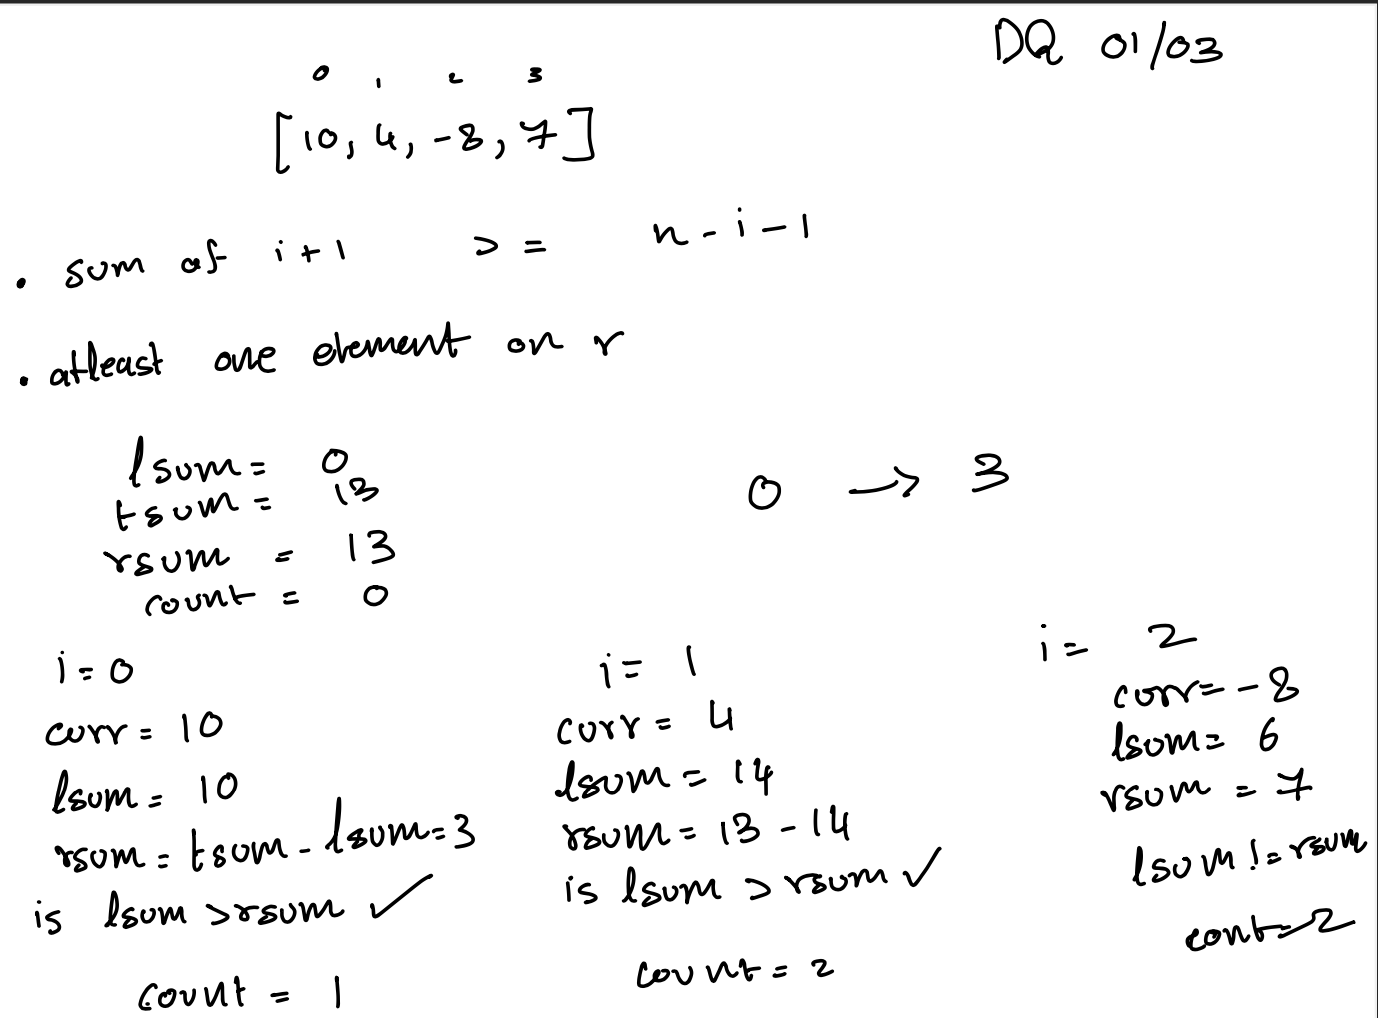 DQ 01/03
0 1 2 3
[10, 4, -8, 7]
• sum of i+1 >= n-i-1
• atleast one element on r
lsum = 0
tsum = 13
0 → 3
rsum = 13
count = 0
i=0
curr = 10
lsum = 10
rsum = tsum - lsum = 3
is lsum > rsum ✓
count = 1
i = 1
curr = 4
lsum = 14
rsum = 13 - 14
is lsum > rsum ✓
count = 2
i = 2
curr = -8
lsum = 6
rsum = 7
lsum != rsum
cont=2